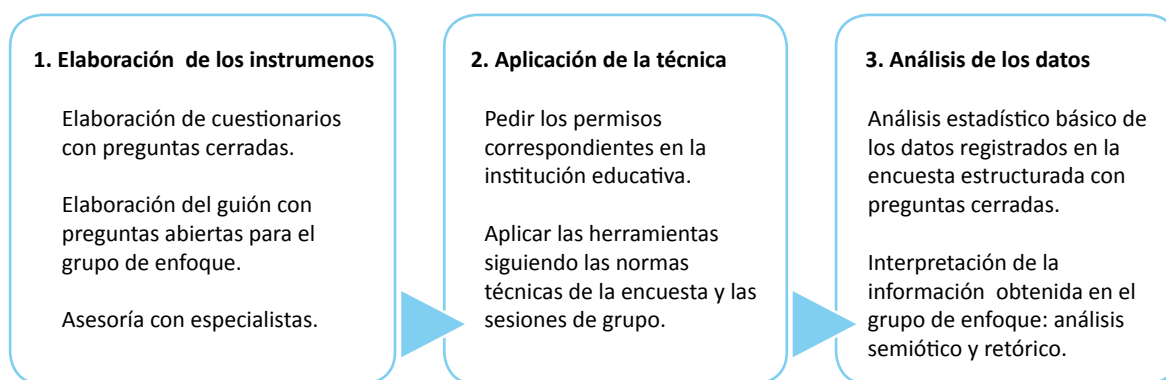 1. Elaboración de los instrumenos
Elaboración de cuestionarios
con preguntas cerradas.
Elaboración del guión con
preguntas abiertas para el
grupo de enfoque.
Asesoría con especialistas.
2. Aplicación de la técnica
Pedir los permisos
correspondientes en la
institución educativa.
Aplicar las herramientas
siguiendo las normas
técnicas de la encuesta y las
sesiones de grupo.
3. Análisis de los datos
Análisis estadístico básico de
los datos registrados en la
encuesta estructurada con
preguntas cerradas.
Interpretación de la
información obtenida en el
grupo de enfoque: análisis
semiótico y retórico.